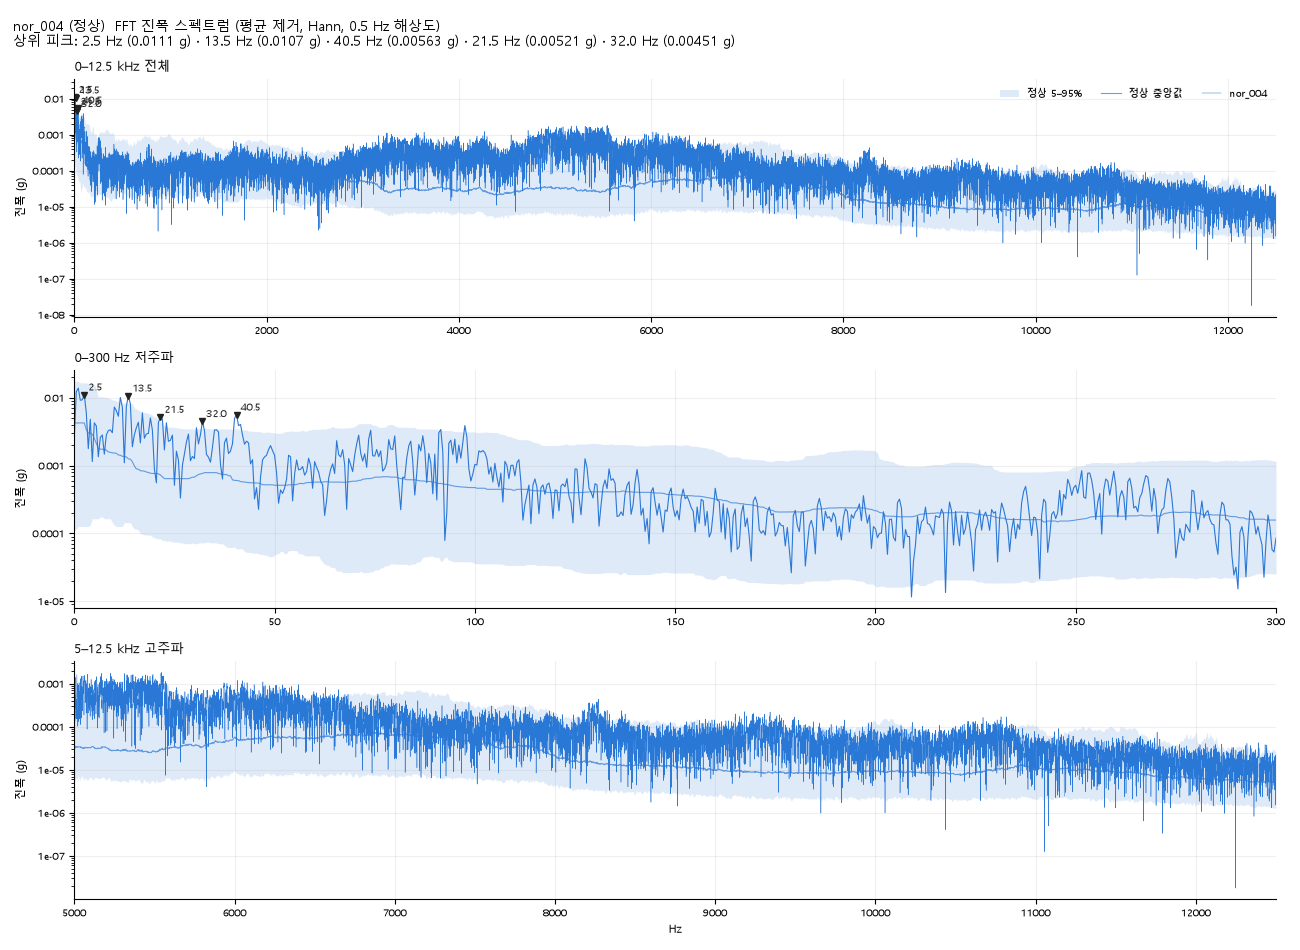 nor_004 (정상)  FFT 진폭 스펙트럼 (평균 제거, Hann, 0.5 Hz 해상도)
상위 피크: 2.5 Hz (0.0111 g) · 13.5 Hz (0.0107 g) · 40.5 Hz (0.00563 g) · 21.5 Hz (0.00521 g) · 32.0 Hz (0.00451 g)
0–12.5 kHz 전체
정상 5–95%
정상 중앙값
nor_004
진폭 (g)
0.01
0.001
0.0001
1e-05
1e-06
1e-07
1e-08
0 2000 4000 6000 8000 10000 12000
0–300 Hz 저주파
2.5
13.5
21.5
32.0
40.5
진폭 (g)
0.01
0.001
0.0001
1e-05
0 50 100 150 200 250 300
5–12.5 kHz 고주파
진폭 (g)
0.001
0.0001
1e-05
1e-06
1e-07
5000 6000 7000 8000 9000 10000 11000 12000
Hz